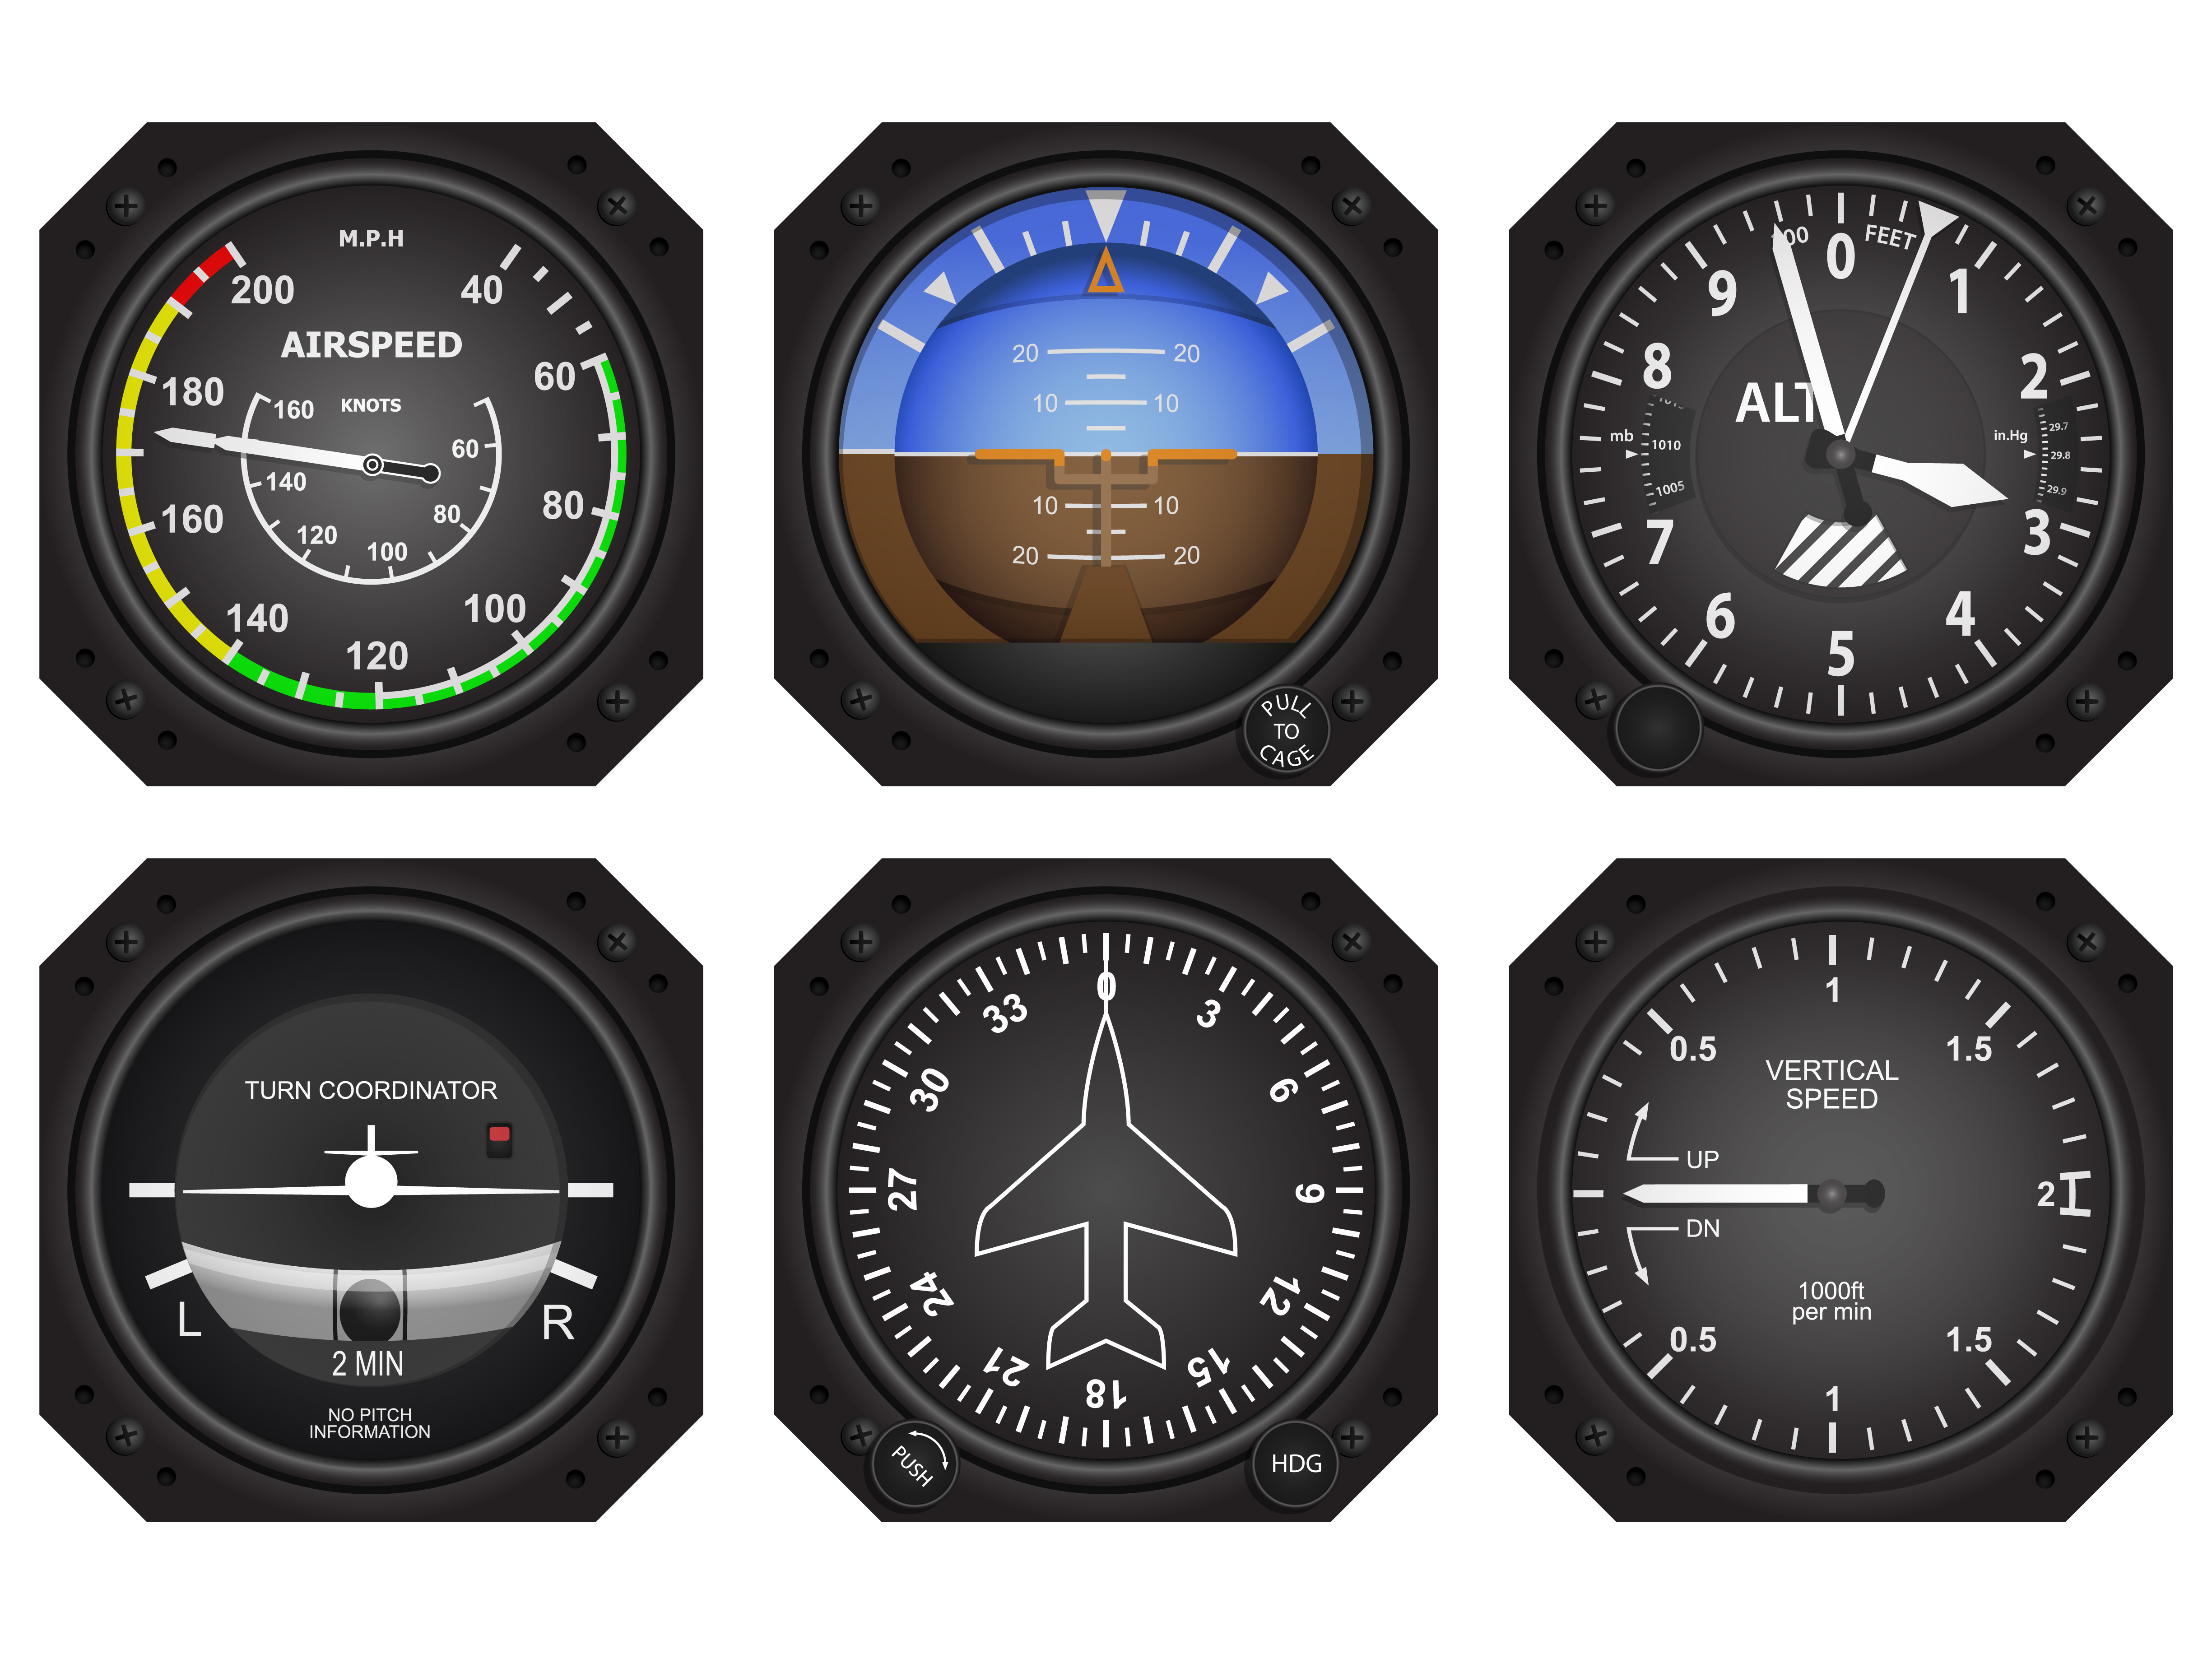 M.P.H
200
40
AIRSPEED
60
180
160
KNOTS
60
140
80
160
80
120
100
100
140
120
20 20
10 10
10 10
20 20
PULL
TO
CAGE
00
FEET
0
9
1
8
2
ALT
mb
1010
1005
in.Hg
29.7
29.8
29.9
7
3
6
4
5
TURN COORDINATOR
L
R
2 MIN
NO PITCH
INFORMATION
0
3
6
9
12
15
18
21
24
27
30
33
PUSH
HDG
1
0.5
1.5
VERTICAL
SPEED
UP
2
DN
1000ft
per min
0.5
1.5
1